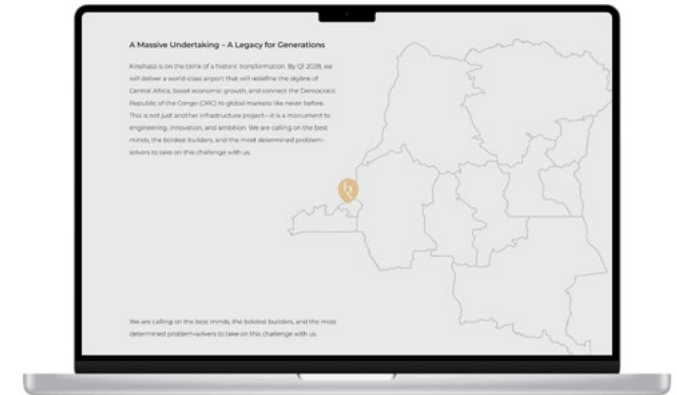 A Massive Undertaking – A Legacy for Generations
Kinshasa is on the brink of a historic transformation. By Q1 2028, we
will deliver a world-class airport that will redefine the skyline of
Central Africa, boost economic growth, and connect the Democratic
Republic of the Congo (DRC) to global markets like never before.
This is not just another infrastructure project—it is a monument to
engineering, innovation, and ambition. We are calling on the best
minds, the boldest builders, and the most determined problem-
solvers to take on this challenge with us.
We are calling on the best minds, the boldest builders, and the most
determined problem-solvers to take on this challenge with us.